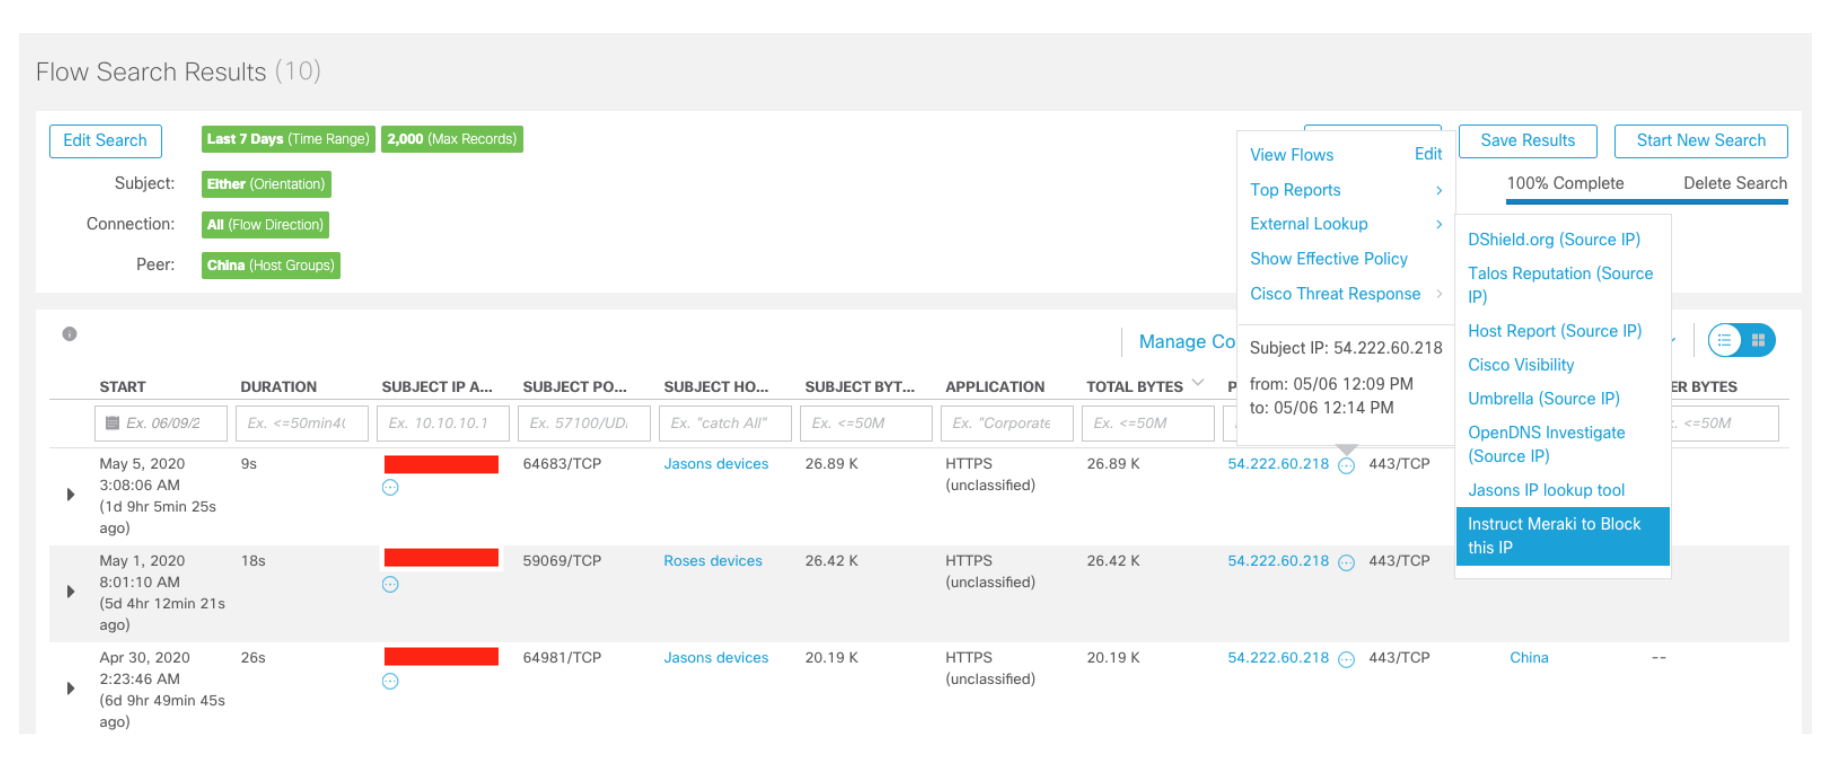 Flow Search Results (10)
Edit Search
Last 7 Days (Time Range)
2,000 (Max Records)
Subject:
Either (Orientation)
Connection:
All (Flow Direction)
Peer:
China (Host Groups)
Save Results
Start New Search
100% Complete
Delete Search
View Flows
Edit
Top Reports
External Lookup
Show Effective Policy
Cisco Threat Response
Subject IP: 54.222.60.218
from: 05/06 12:09 PM
to: 05/06 12:14 PM
DShield.org (Source IP)
Talos Reputation (Source
IP)
Host Report (Source IP)
Cisco Visibility
Umbrella (Source IP)
OpenDNS Investigate
(Source IP)
Jasons IP lookup tool
Instruct Meraki to Block
this IP
Manage Co
START
DURATION
SUBJECT IP A...
SUBJECT PO...
SUBJECT HO...
SUBJECT BYT...
APPLICATION
TOTAL BYTES
P
ER BYTES
Ex. 06/09/2
Ex. <=50min4(
Ex. 10.10.10.1
Ex. 57100/UD
Ex. "catch All"
Ex. <=50M
Ex. "Corporate
Ex. <=50M
. <=50M
May 5, 2020
3:08:06 AM
(1d 9hr 5min 25s
ago)
9s
64683/TCP
Jasons devices
26.89 K
HTTPS
(unclassified)
26.89 K
54.222.60.218
443/TCP
May 1, 2020
8:01:10 AM
(5d 4hr 12min 21s
ago)
18s
59069/TCP
Roses devices
26.42 K
HTTPS
(unclassified)
26.42 K
54.222.60.218
443/TCP
Apr 30, 2020
2:23:46 AM
(6d 9hr 49min 45s
ago)
26s
64981/TCP
Jasons devices
20.19 K
HTTPS
(unclassified)
20.19 K
54.222.60.218
443/TCP
China
--